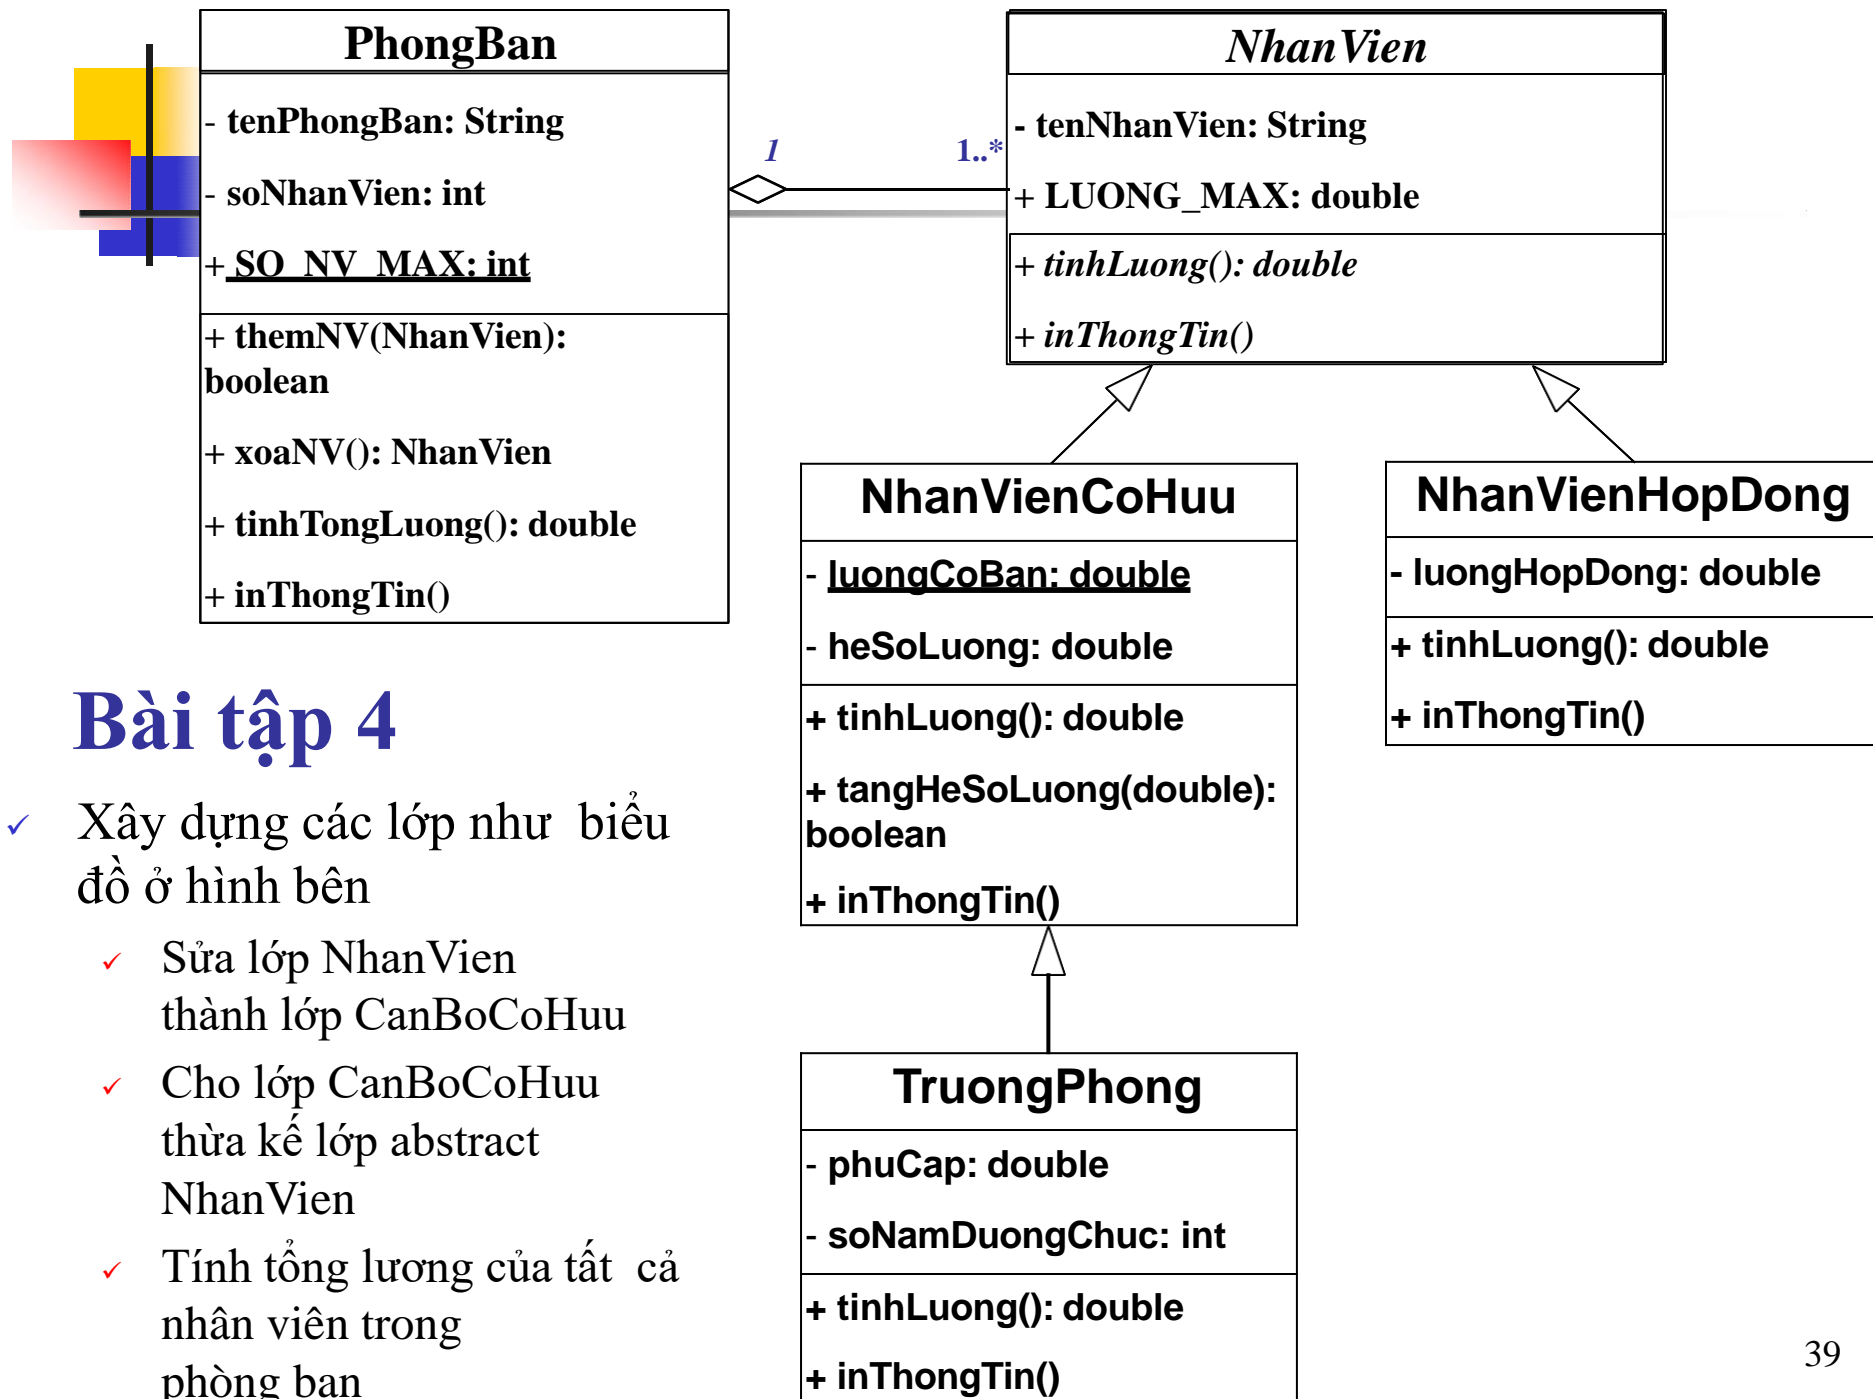 PhongBan
- tenPhongBan: String
- soNhanVien: int
+ SO_NV_MAX: int
+ themNV(NhanVien):
boolean
+ xoaNV(): NhanVien
+ tinhTongLuong(): double
+ inThongTin()
1
1..*
NhanVien
- tenNhanVien: String
+ LUONG_MAX: double
+ tinhLuong(): double
+ inThongTin()
NhanVienCoHuu
- luongCoBan: double
- heSoLuong: double
+ tinhLuong(): double
+ tangHeSoLuong(double):
boolean
+ inThongTin()
NhanVienHopDong
- luongHopDong: double
+ tinhLuong(): double
+ inThongTin()
TruongPhong
- phuCap: double
- soNamDuongChuc: int
+ tinhLuong(): double
+ inThongTin()
Bài tập 4
✓ Xây dựng các lớp như biểu
đồ ở hình bên
✓ Sửa lớp NhanVien
thành lớp CanBoCoHuu
✓ Cho lớp CanBoCoHuu
thừa kế lớp abstract
NhanVien
✓ Tính tổng lương của tất cả
nhân viên trong
phòng ban
39